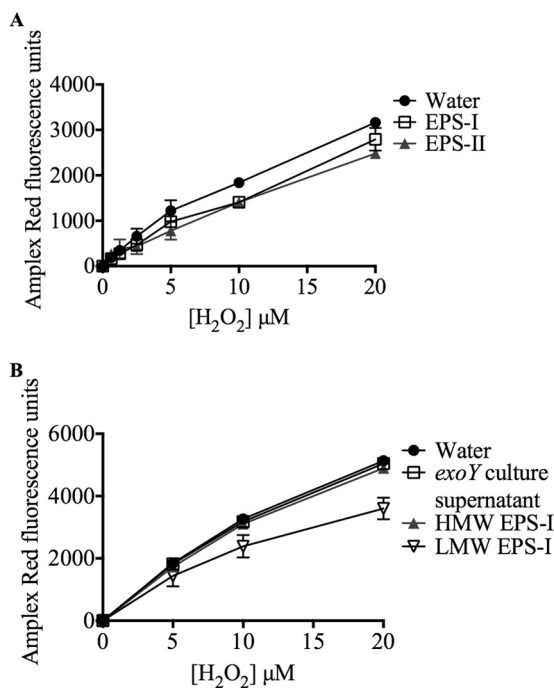 A
Amplex Red fluorescence units
4000
3000
2000
1000
0
0
5
10
15
20
[H₂O₂] μM
Water
EPS-I
EPS-II
B
Amplex Red fluorescence units
6000
4000
2000
0
0
5
10
15
20
[H₂O₂] μM
Water
exoY culture
supernatant
HMW EPS-I
LMW EPS-I